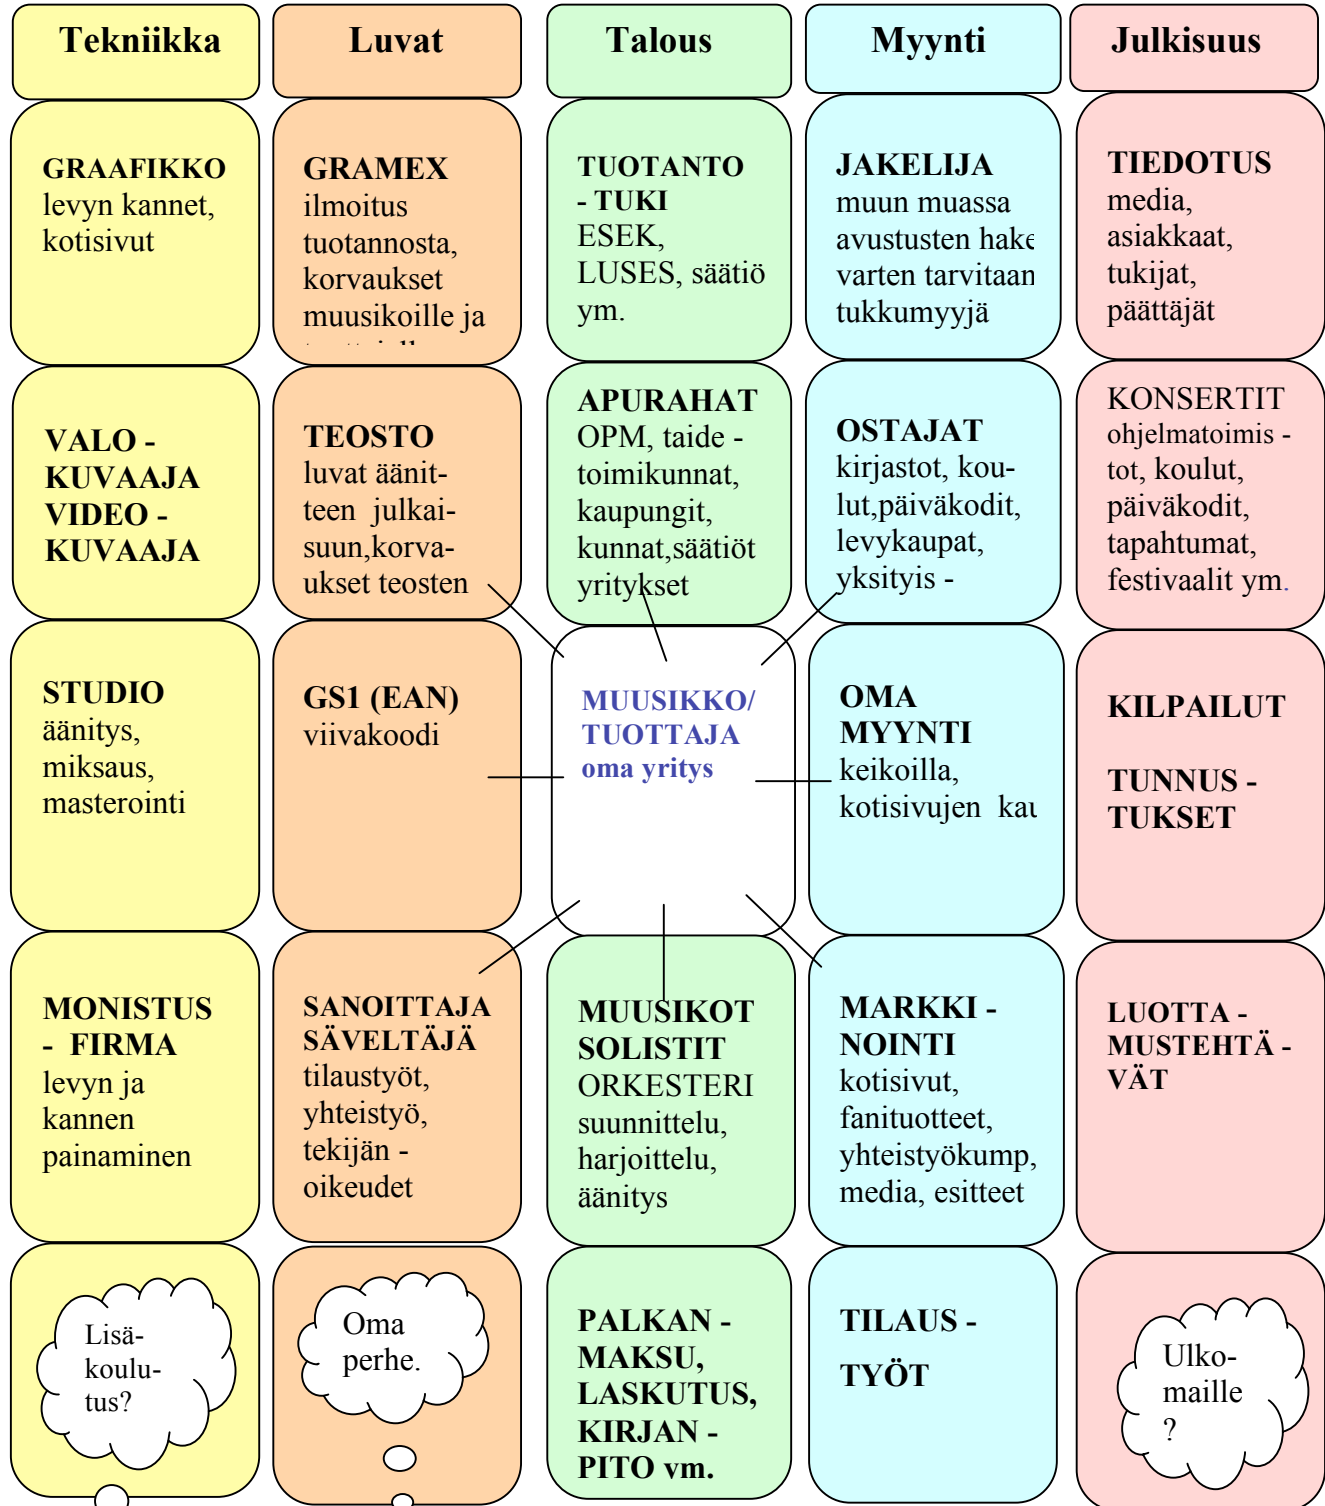 Tekniikka
Luvat
Talous
Myynti
Julkisuus
GRAAFIKKO
levyn kannet,
kotisivut
GRAMEX
ilmoitus
tuotannosta,
korvaukset
muusikoille ja
TUOTANTO
- TUKI
ESEK,
LUSES, säätiö
ym.
JAKELIJA
muun muassa
avustusten hake
varten tarvitaan
tukkumyyjä
TIEDOTUS
media,
asiakkaat,
tukijat,
päättäjät
VALO -
KUVAAJA
VIDEO -
KUVAAJA
TEOSTO
luvat äänit-
teen julkai-
suun,korva-
ukset teosten
APURAHAT
OPM, taide -
toimikunnat,
kaupungit,
kunnat,säätiöt
yritykset
OSTAJAT
kirjastot, kou-
lut,päiväkodit,
levykaupat,
yksityis -
KONSERTIT
ohjelmatoimis -
tot, koulut,
päiväkodit,
tapahtumat,
festivaalit ym.
STUDIO
äänitys,
miksaus,
masterointi
GS1 (EAN)
viivakoodi
MUUSIKKO/
TUOTTAJA
oma yritys
OMA
MYYNTI
keikoilla,
kotisivujen kau
KILPAILUT
TUNNUS -
TUKSET
MONISTUS
- FIRMA
levyn ja
kannen
painaminen
SANOITTAJA
SÄVELTÄJÄ
tilaustyöt,
yhteistyö,
tekijän -
oikeudet
MUUSIKOT
SOLISTIT
ORKESTERI
suunnittelu,
harjoittelu,
äänitys
MARKKI -
NOINTI
kotisivut,
fanituotteet,
yhteistyökump,
media, esitteet
LUOTTA -
MUSTEHTÄ -
VÄT
Lisä-
koulu-
tus?
Oma
perhe.
PALKAN -
MAKSU,
LASKUTUS,
KIRJAN -
PITO vm.
TILAUS -
TYÖT
Ulko-
maille
?